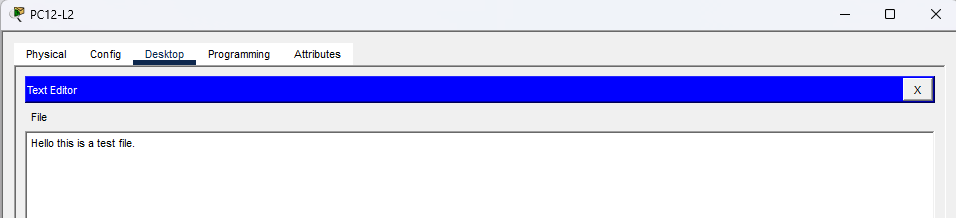 PC12-L2
Physical Config Desktop Programming Attributes
Text Editor X
File
Hello this is a test file.